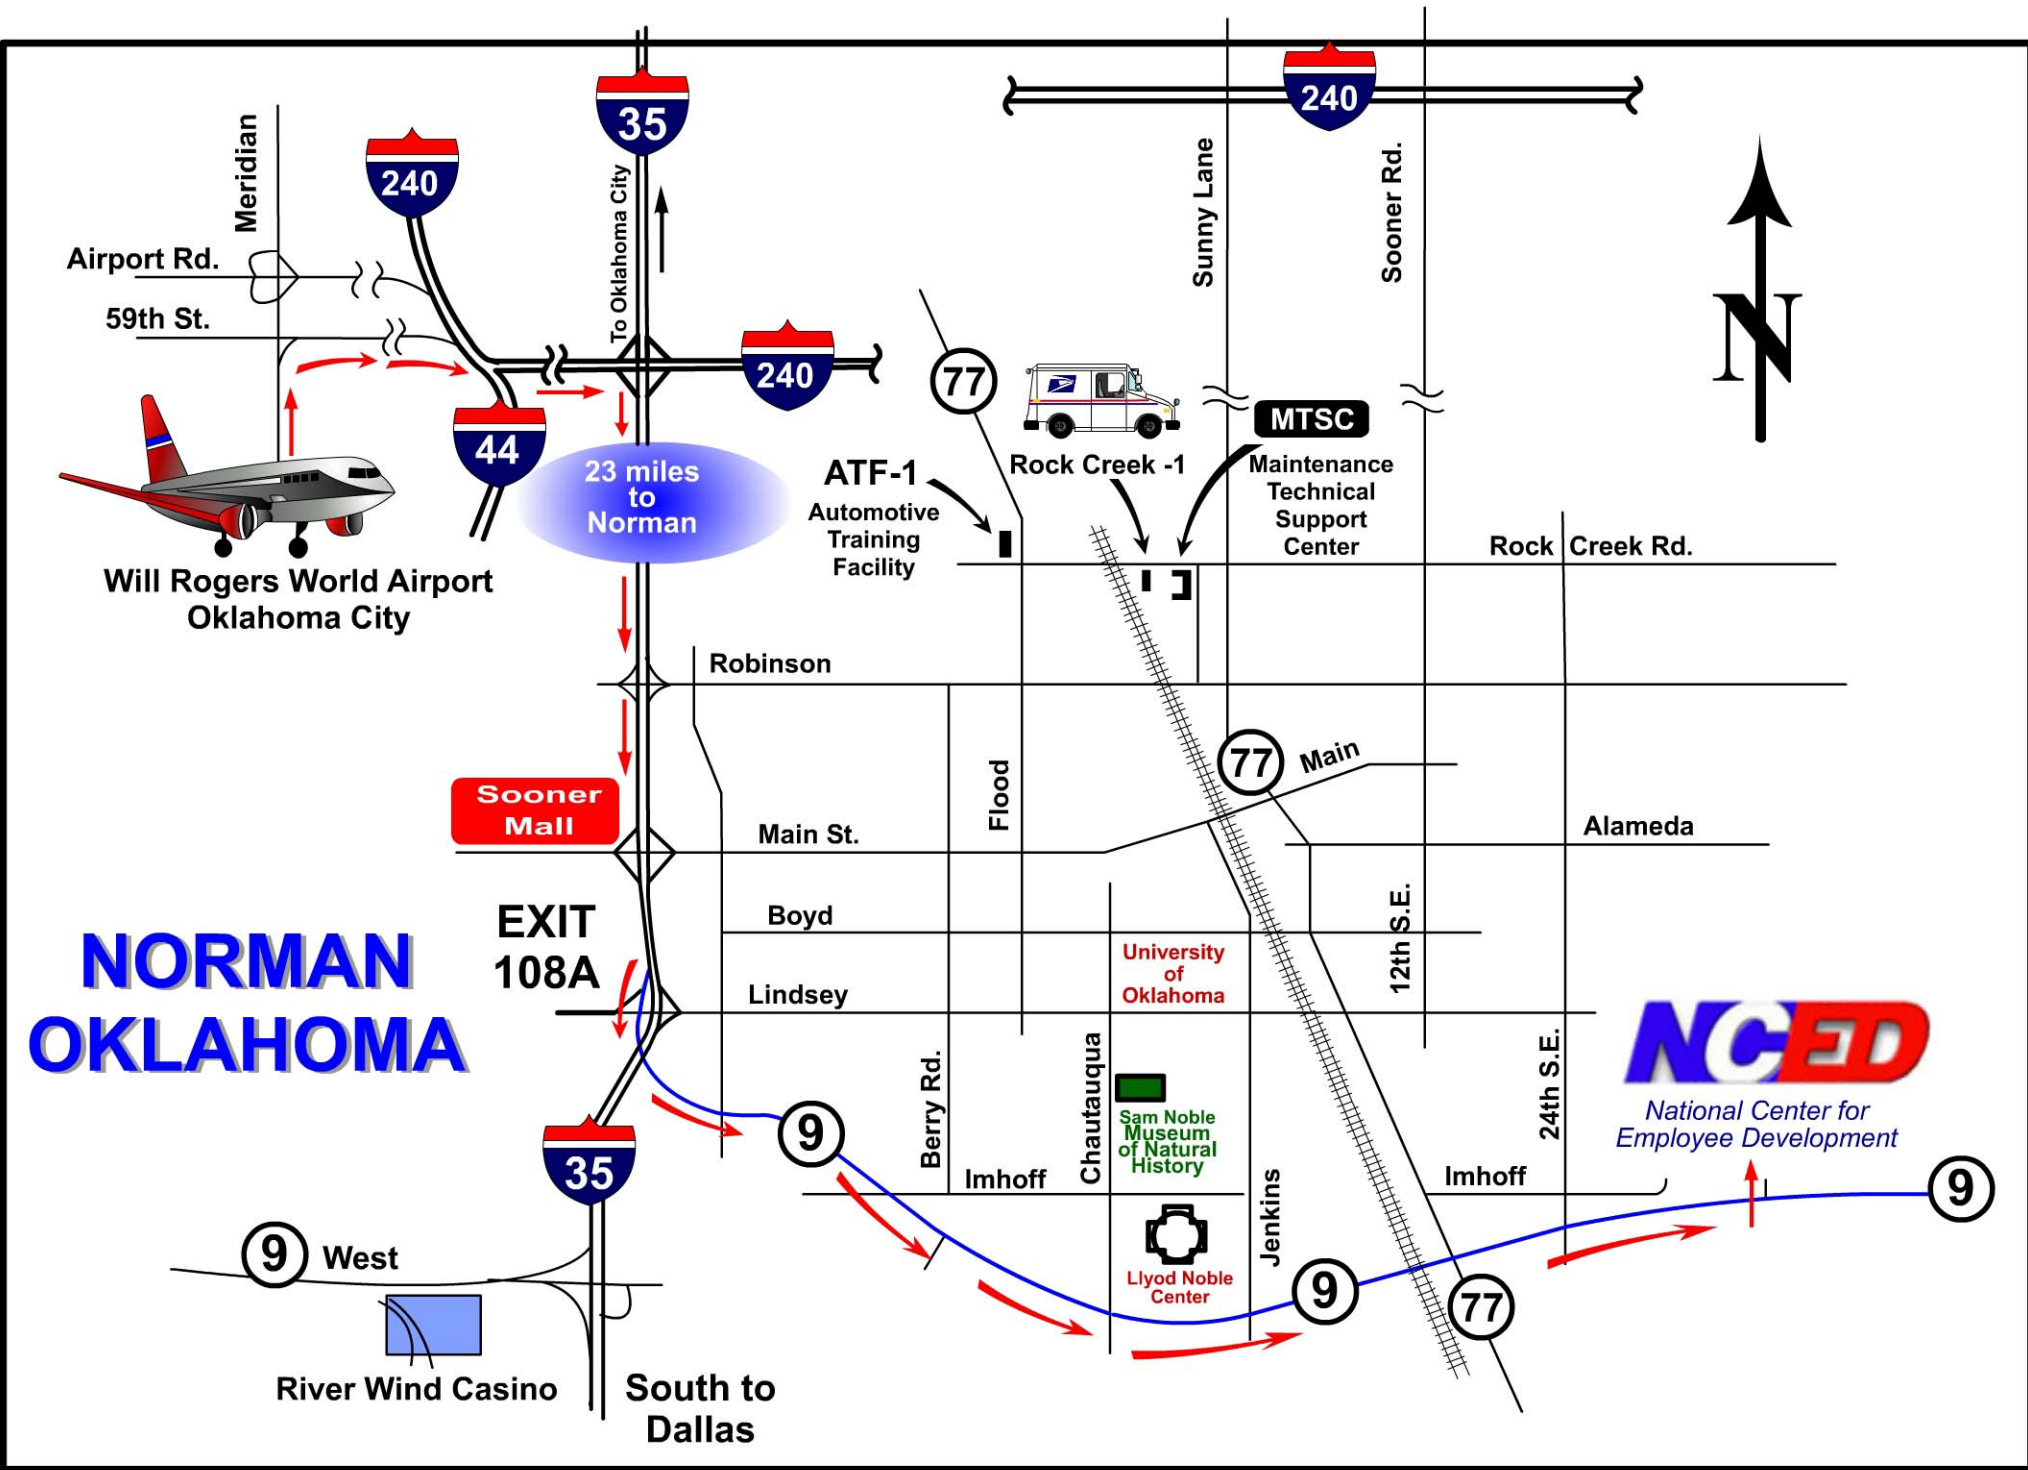 35
240
240
Meridian
Airport Rd.
59th St.
To Oklahoma City
Sunny Lane
Sooner Rd.
N
240
44
77
23 miles
to
Norman
Will Rogers World Airport
Oklahoma City
ATF-1
Automotive
Training
Facility
Rock Creek -1
MTSC
Maintenance
Technical
Support
Center
Rock Creek Rd.
Robinson
Sooner
Mall
Main St.
Flood
77
Main
Alameda
EXIT
108A
Boyd
Lindsey
University
of
Oklahoma
12th S.E.
NORMAN
OKLAHOMA
NCED
National Center for
Employee Development
24th S.E.
Berry Rd.
Chautauqua
Sam Noble
Museum
of Natural
History
9
35
Imhoff
Imhoff
Jenkins
Llyod Noble
Center
9
9
77
9
West
River Wind Casino
South to
Dallas